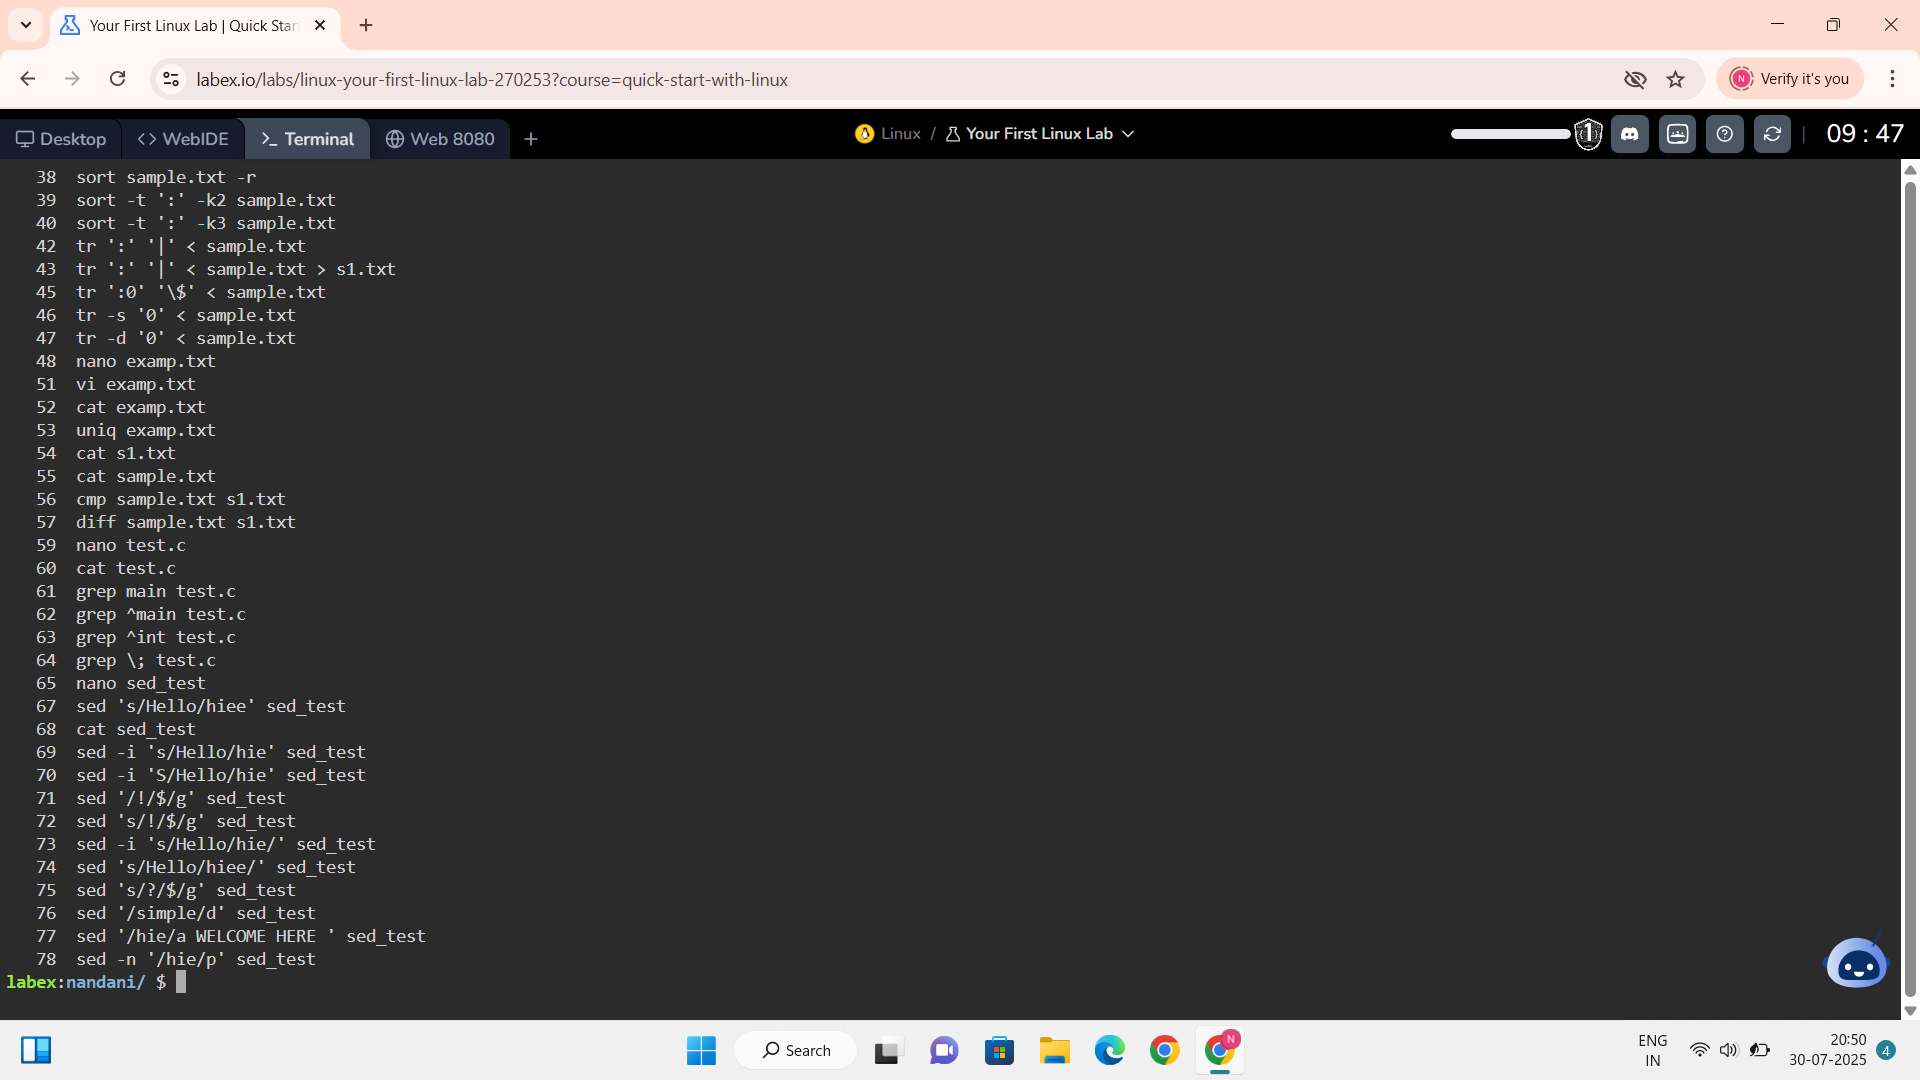 Your First Linux Lab | Quick Star
labex.io/labs/linux-your-first-linux-lab-270253?course=quick-start-with-linux
N
Verify it's you
Desktop
<> WebIDE
>_ Terminal
Web 8080
+
Linux / Your First Linux Lab
1
09 : 47
38 sort sample.txt -r
39 sort -t ':' -k2 sample.txt
40 sort -t ':' -k3 sample.txt
42 tr ':' '|' < sample.txt
43 tr ':' '|' < sample.txt > s1.txt
45 tr ':0' '\$' < sample.txt
46 tr -s '0' < sample.txt
47 tr -d '0' < sample.txt
48 nano examp.txt
51 vi examp.txt
52 cat examp.txt
53 uniq examp.txt
54 cat s1.txt
55 cat sample.txt
56 cmp sample.txt s1.txt
57 diff sample.txt s1.txt
59 nano test.c
60 cat test.c
61 grep main test.c
62 grep ^main test.c
63 grep ^int test.c
64 grep \; test.c
65 nano sed_test
67 sed 's/Hello/hiee' sed_test
68 cat sed_test
69 sed -i 's/Hello/hie' sed_test
70 sed -i 'S/Hello/hie' sed_test
71 sed '/!/$/g' sed_test
72 sed 's/!/$/g' sed_test
73 sed -i 's/Hello/hie/' sed_test
74 sed 's/Hello/hiee/' sed_test
75 sed 's/?/$/g' sed_test
76 sed '/simple/d' sed_test
77 sed '/hie/a WELCOME HERE ' sed_test
78 sed -n '/hie/p' sed_test
labex:nandani/ $
Search
N
ENG
IN
20:50
30-07-2025
4